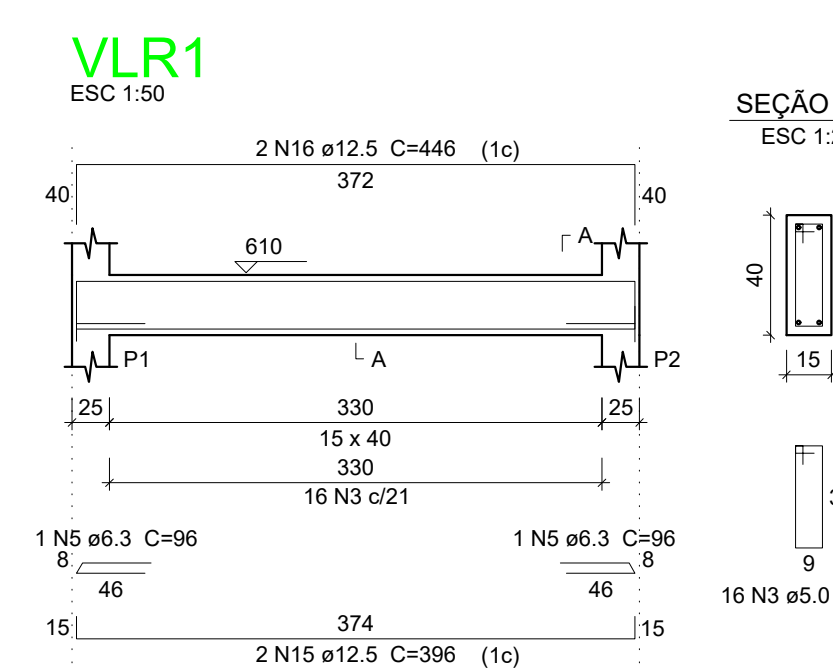 VLR1
ESC 1:50
SEÇÃO
ESC 1:
2 N16 ø12.5 C=446 (1c)
372
40
40
610
A
A
P1
P2
40
15
25
330
25
15 x 40
330
16 N3 c/21
1 N5 ø6.3 C=96
1 N5 ø6.3 C=96
8
8
46
46
9
16 N3 ø5.0
15
374
15
2 N15 ø12.5 C=396 (1c)